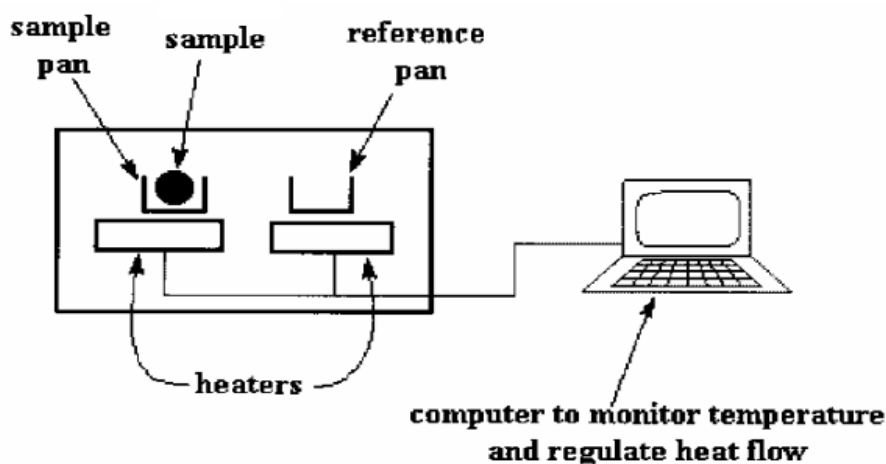 sample
pan
sample
reference
pan
heaters
computer to monitor temperature
and regulate heat flow